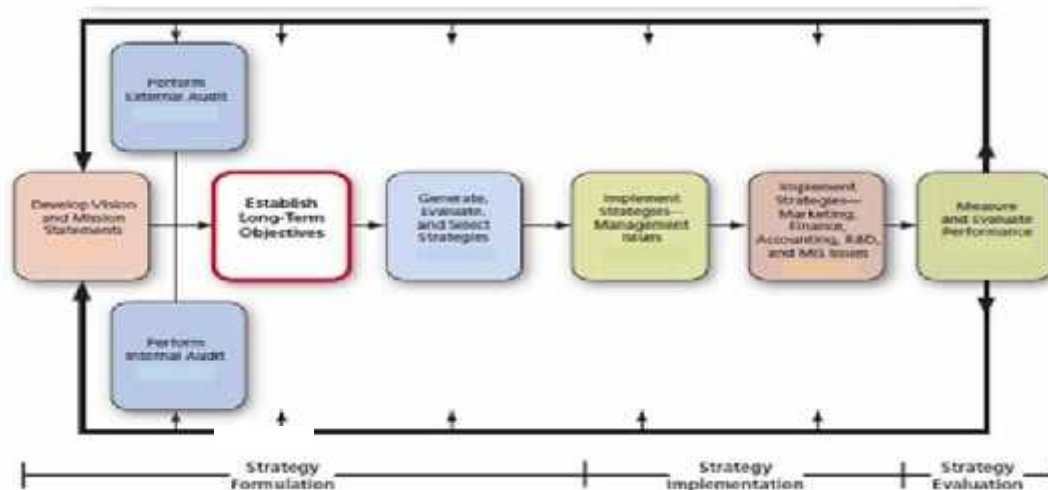 Perform
External Audit
Develop Vision
and Mission
Statements
Establish
Long-Term
Objectives
Generate,
Evaluate,
and Select
Strategies
Implement
Strategies—
Management
Issues
Implement
Strategies—
Marketing,
Finance,
Accounting, R&D,
and MIS Issues
Measure
and Evaluate
Performance
Perform
Internal Audit
Strategy
Formulation
Strategy
Implementation
Strategy
Evaluation